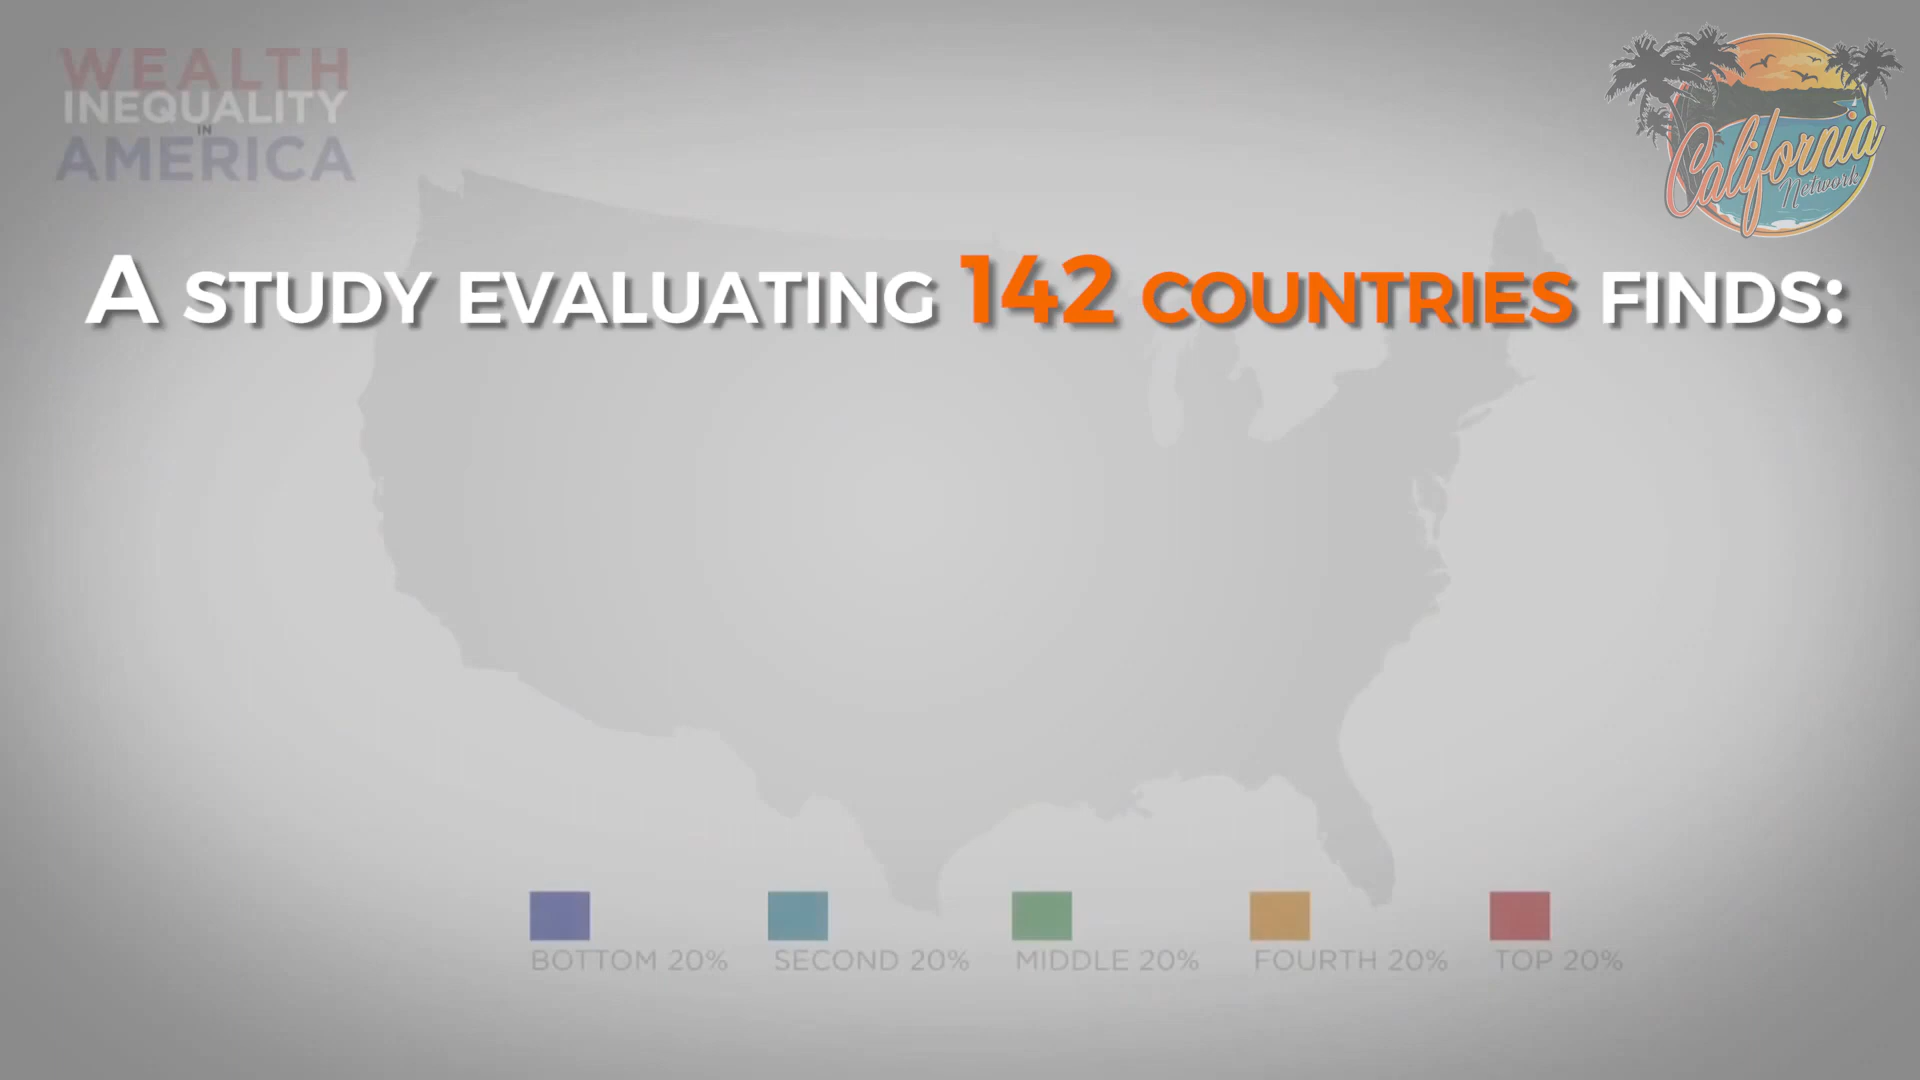 WEALTH
INEQUALITY
IN
AMERICA
California
Network
A STUDY EVALUATING 142 COUNTRIES FINDS:
BOTTOM 20% SECOND 20% MIDDLE 20% FOURTH 20% TOP 20%